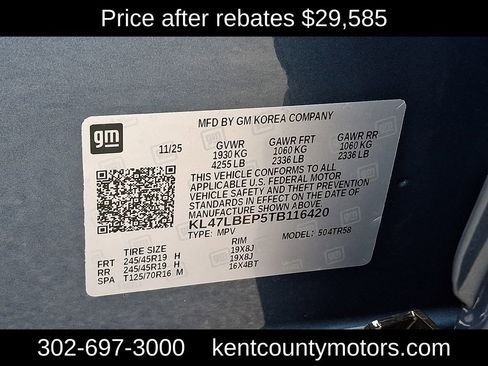 Price after rebates $29,585
MFD BY GM KOREA COMPANY
gm
11/25 GVWR GAWR FRT GAWR RR
1930 KG 1060 KG 1060 KG
4255 LB 2336 LB 2336 LB
THIS VEHICLE CONFORMS TO ALL
APPLICABLE U.S. FEDERAL MOTOR
VEHICLE SAFETY AND THEFT PREVENTION
STANDARDS IN EFFECT ON THE DATE OF
MANUFACTURE SHOWN ABOVE.
KL47LBEP5TB116420
TYPE: MPV MODEL: 504TR58
TIRE SIZE RIM
FRT 245/45R19 H 19X8J
RR 245/45R19 H 19X8J
SPA T125/70R16 M 16X4BT
302-697-3000 kentcountymotors.com